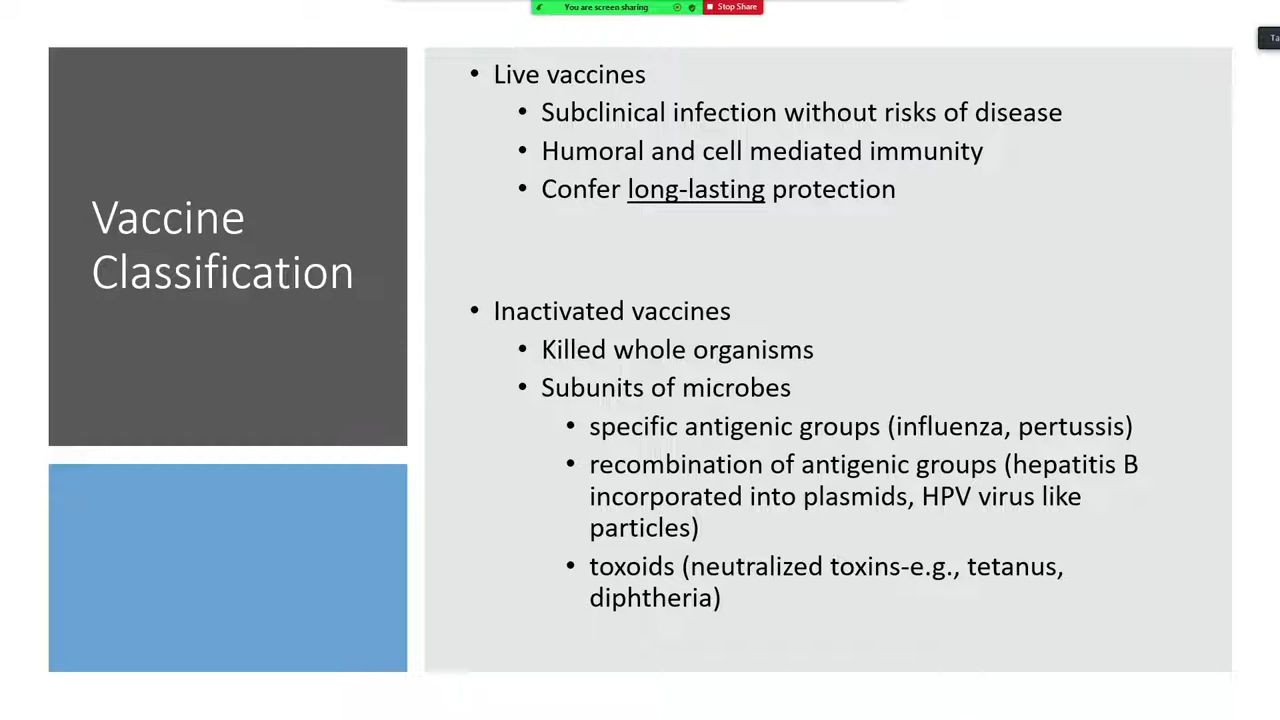 You are screen sharing
Stop Share
Ta
Vaccine
Classification
• Live vaccines
• Subclinical infection without risks of disease
• Humoral and cell mediated immunity
• Confer long-lasting protection
• Inactivated vaccines
• Killed whole organisms
• Subunits of microbes
• specific antigenic groups (influenza, pertussis)
• recombination of antigenic groups (hepatitis B
incorporated into plasmids, HPV virus like
particles)
• toxoids (neutralized toxins-e.g., tetanus,
diphtheria)